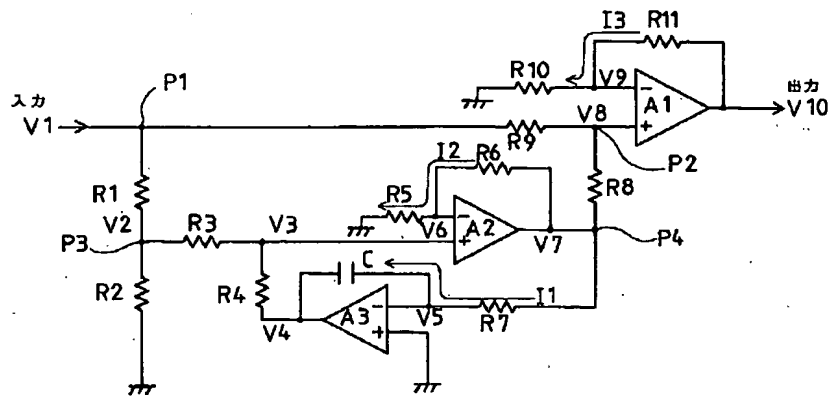 I3
R11
R10
V9
P1
入力
V1
A1
出力
V10
V8
R9
P2
R1
I2
R6
R8
R5
V2
R3
V3
V6
A2
V7
P3
P4
C
R2
R4
I1
A3
V5
R7
V4